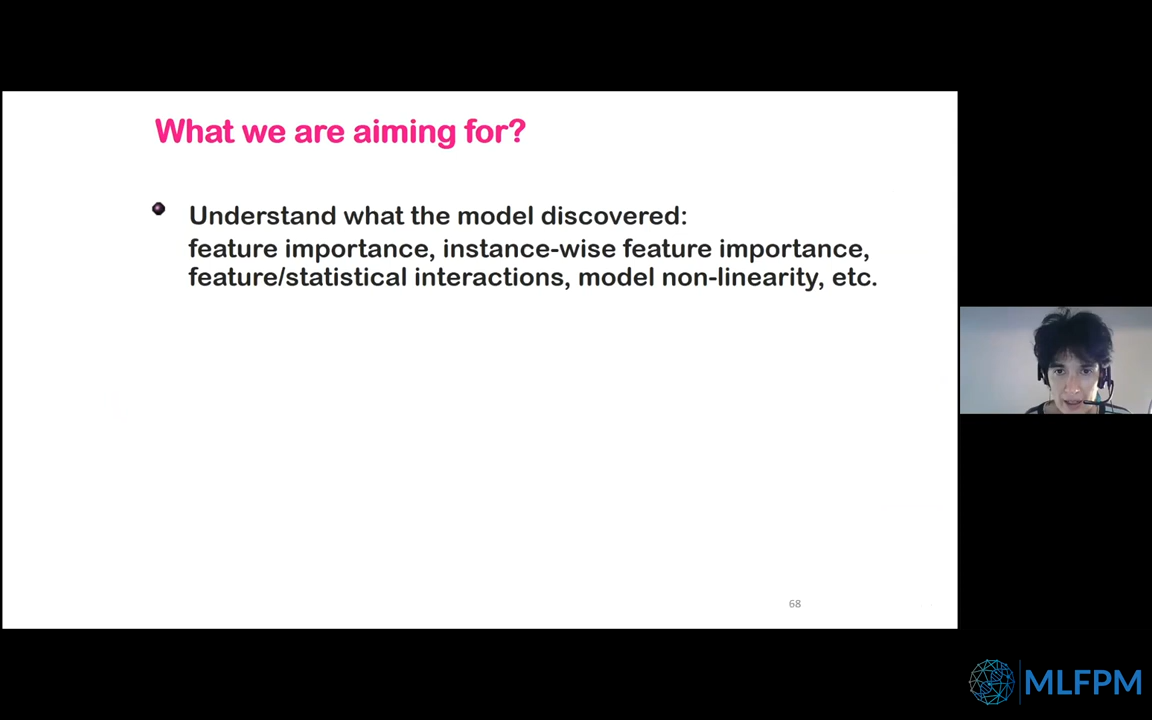 What we are aiming for?
Understand what the model discovered:
feature importance, instance-wise feature importance,
feature/statistical interactions, model non-linearity, etc.
68
MLFPM